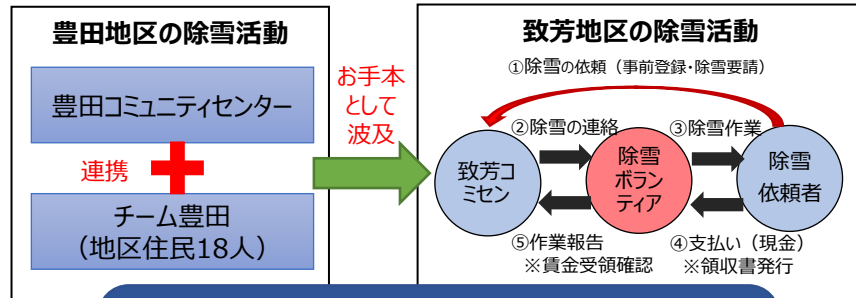 豊田地区の除雪活動
豊田コミュニティセンター
連携
チーム豊田
（地区住民18人）
お手本
として
波及
致芳地区の除雪活動
①除雪の依頼（事前登録・除雪要請）
②除雪の連絡
③除雪作業
致芳コ
ミセン
除雪
ボラン
ティア
除雪
依頼者
⑤作業報告
※賃金受領確認
④支払い（現金）
※領収書発行